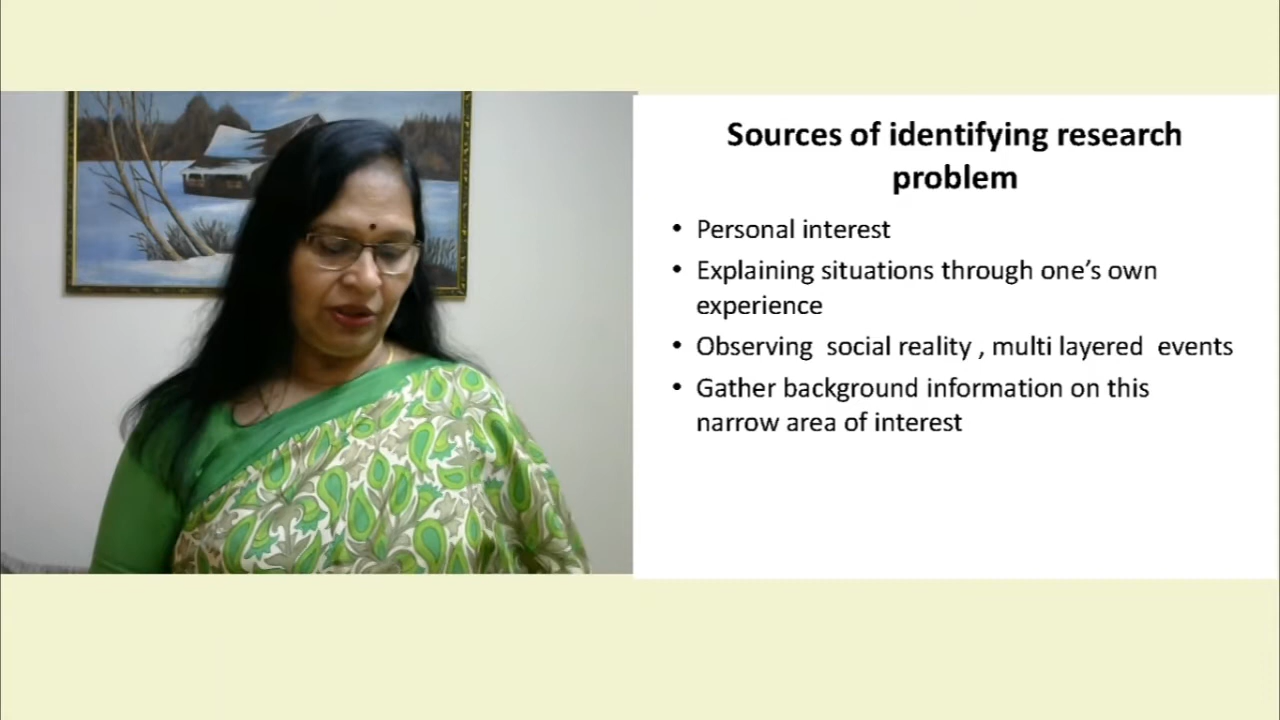 Sources of identifying research
problem
• Personal interest
• Explaining situations through one’s own
experience
• Observing  social reality , multi layered  events
• Gather background information on this
narrow area of interest